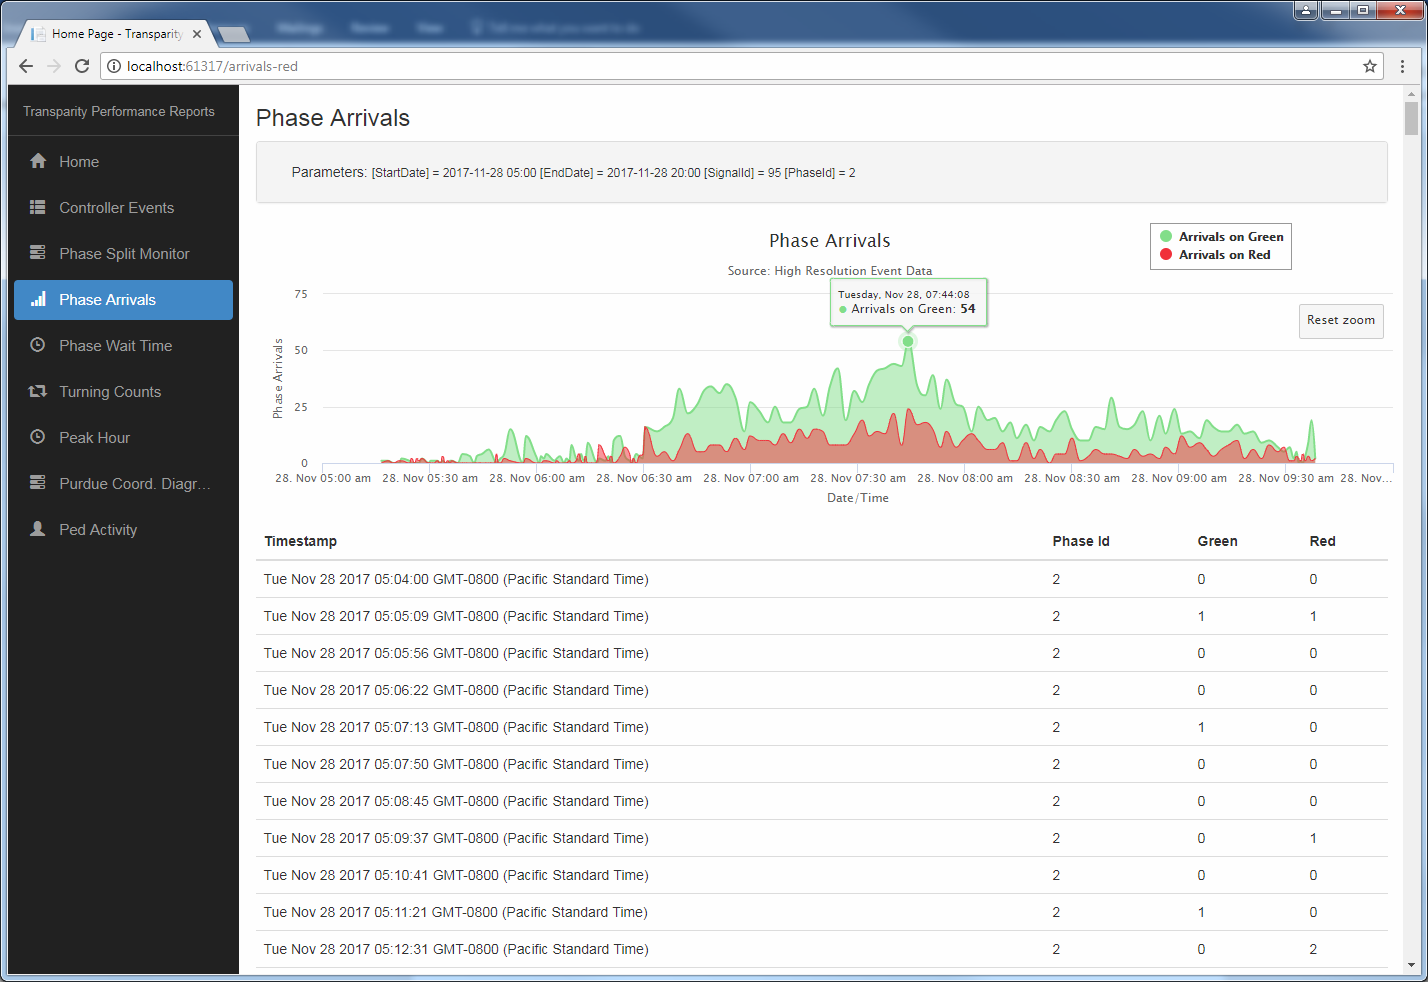 Mailings Review View Tell me what you want to do
Home Page - Transparity
localhost:61317/arrivals-red
Transparity Performance Reports
Home
Controller Events
Phase Split Monitor
Phase Arrivals
Phase Wait Time
Turning Counts
Peak Hour
Purdue Coord. Diagr...
Ped Activity
Phase Arrivals
Parameters: [StartDate] = 2017-11-28 05:00 [EndDate] = 2017-11-28 20:00 [SignalId] = 95 [PhaseId] = 2
Phase Arrivals
Source: High Resolution Event Data
Arrivals on Green
Arrivals on Red
Tuesday, Nov 28, 07:44:08
Arrivals on Green: 54
Reset zoom
Phase Arrivals
75
50
25
0
28. Nov 05:00 am 28. Nov 05:30 am 28. Nov 06:00 am 28. Nov 06:30 am 28. Nov 07:00 am 28. Nov 07:30 am 28. Nov 08:00 am 28. Nov 08:30 am 28. Nov 09:00 am 28. Nov 09:30 am 28. Nov...
Date/Time
Timestamp Phase Id Green Red
Tue Nov 28 2017 05:04:00 GMT-0800 (Pacific Standard Time) 2 0 0
Tue Nov 28 2017 05:05:09 GMT-0800 (Pacific Standard Time) 2 1 1
Tue Nov 28 2017 05:05:56 GMT-0800 (Pacific Standard Time) 2 0 0
Tue Nov 28 2017 05:06:22 GMT-0800 (Pacific Standard Time) 2 0 0
Tue Nov 28 2017 05:07:13 GMT-0800 (Pacific Standard Time) 2 1 0
Tue Nov 28 2017 05:07:50 GMT-0800 (Pacific Standard Time) 2 0 0
Tue Nov 28 2017 05:08:45 GMT-0800 (Pacific Standard Time) 2 0 0
Tue Nov 28 2017 05:09:37 GMT-0800 (Pacific Standard Time) 2 0 1
Tue Nov 28 2017 05:10:41 GMT-0800 (Pacific Standard Time) 2 0 0
Tue Nov 28 2017 05:11:21 GMT-0800 (Pacific Standard Time) 2 1 0
Tue Nov 28 2017 05:12:31 GMT-0800 (Pacific Standard Time) 2 0 2